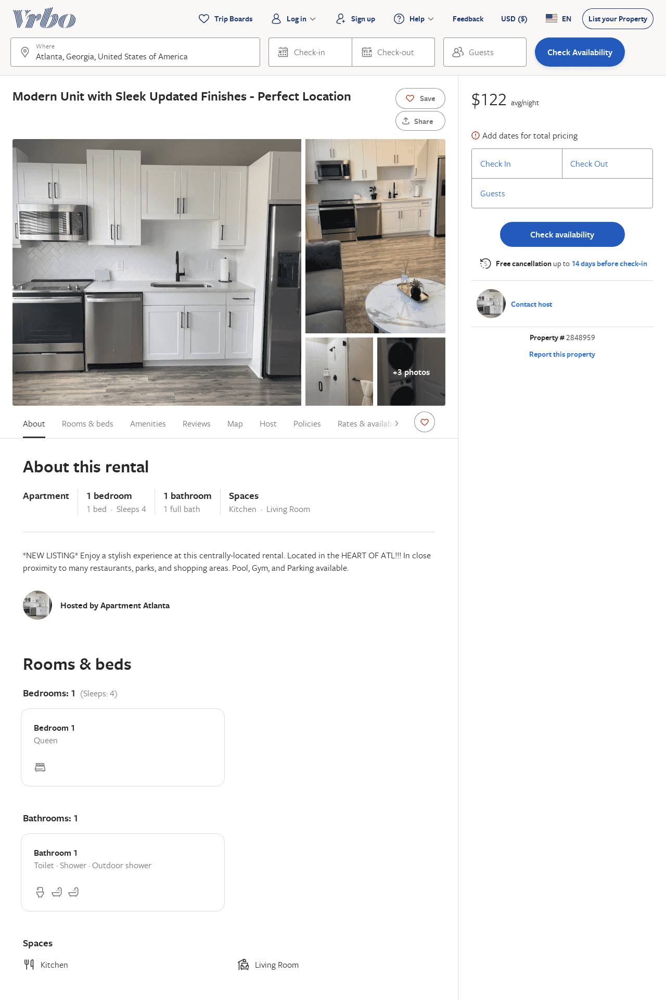 Vrbo
Trip Boards
Log in
Sign up
Help
Feedback
USD ($)
EN
List your Property
Where
Atlanta, Georgia, United States of America
Check-in
Check-out
Guests
Check Availability
Modern Unit with Sleek Updated Finishes - Perfect Location
Save
Share
+3 photos
$122 avg/night
Add dates for total pricing
Check In
Check Out
Guests
Check availability
Free cancellation up to 14 days before check-in
Contact host
Property # 2848959
Report this property
About
Rooms & beds
Amenities
Reviews
Map
Host
Policies
Rates & availab
About this rental
Apartment
1 bedroom
1 bed · Sleeps 4
1 bathroom
1 full bath
Spaces
Kitchen · Living Room
*NEW LISTING* Enjoy a stylish experience at this centrally-located rental. Located in the HEART OF ATL!!! In close
proximity to many restaurants, parks, and shopping areas. Pool, Gym, and Parking available.
Hosted by Apartment Atlanta
Rooms & beds
Bedrooms: 1 (Sleeps: 4)
Bedroom 1
Queen
Bathrooms: 1
Bathroom 1
Toilet · Shower · Outdoor shower
Spaces
Kitchen
Living Room